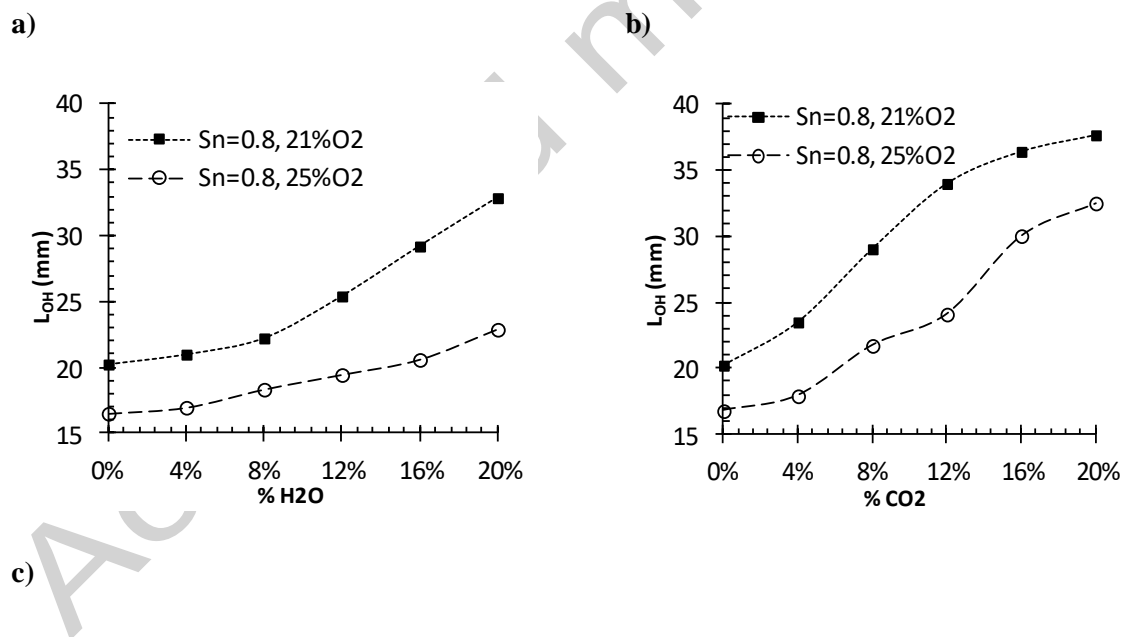 a)
b)
40
35
30
25
20
15
L_OH (mm)
Sn=0.8, 21%O2
Sn=0.8, 25%O2
0% 4% 8% 12% 16% 20%
% H2O
40
35
30
25
20
15
L_OH (mm)
Sn=0.8, 21%O2
Sn=0.8, 25%O2
0% 4% 8% 12% 16% 20%
% CO2
c)